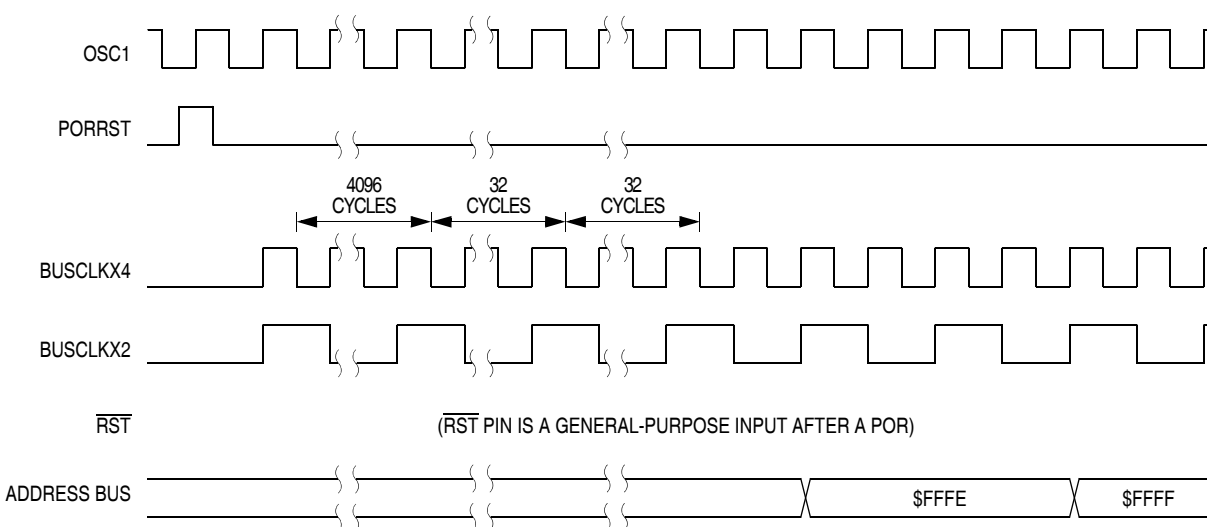 OSC1
PORRST
4096
CYCLES
32
CYCLES
32
CYCLES
BUSCLKX4
BUSCLKX2
RST
(RST PIN IS A GENERAL-PURPOSE INPUT AFTER A POR)
ADDRESS BUS
$FFFE
$FFFF